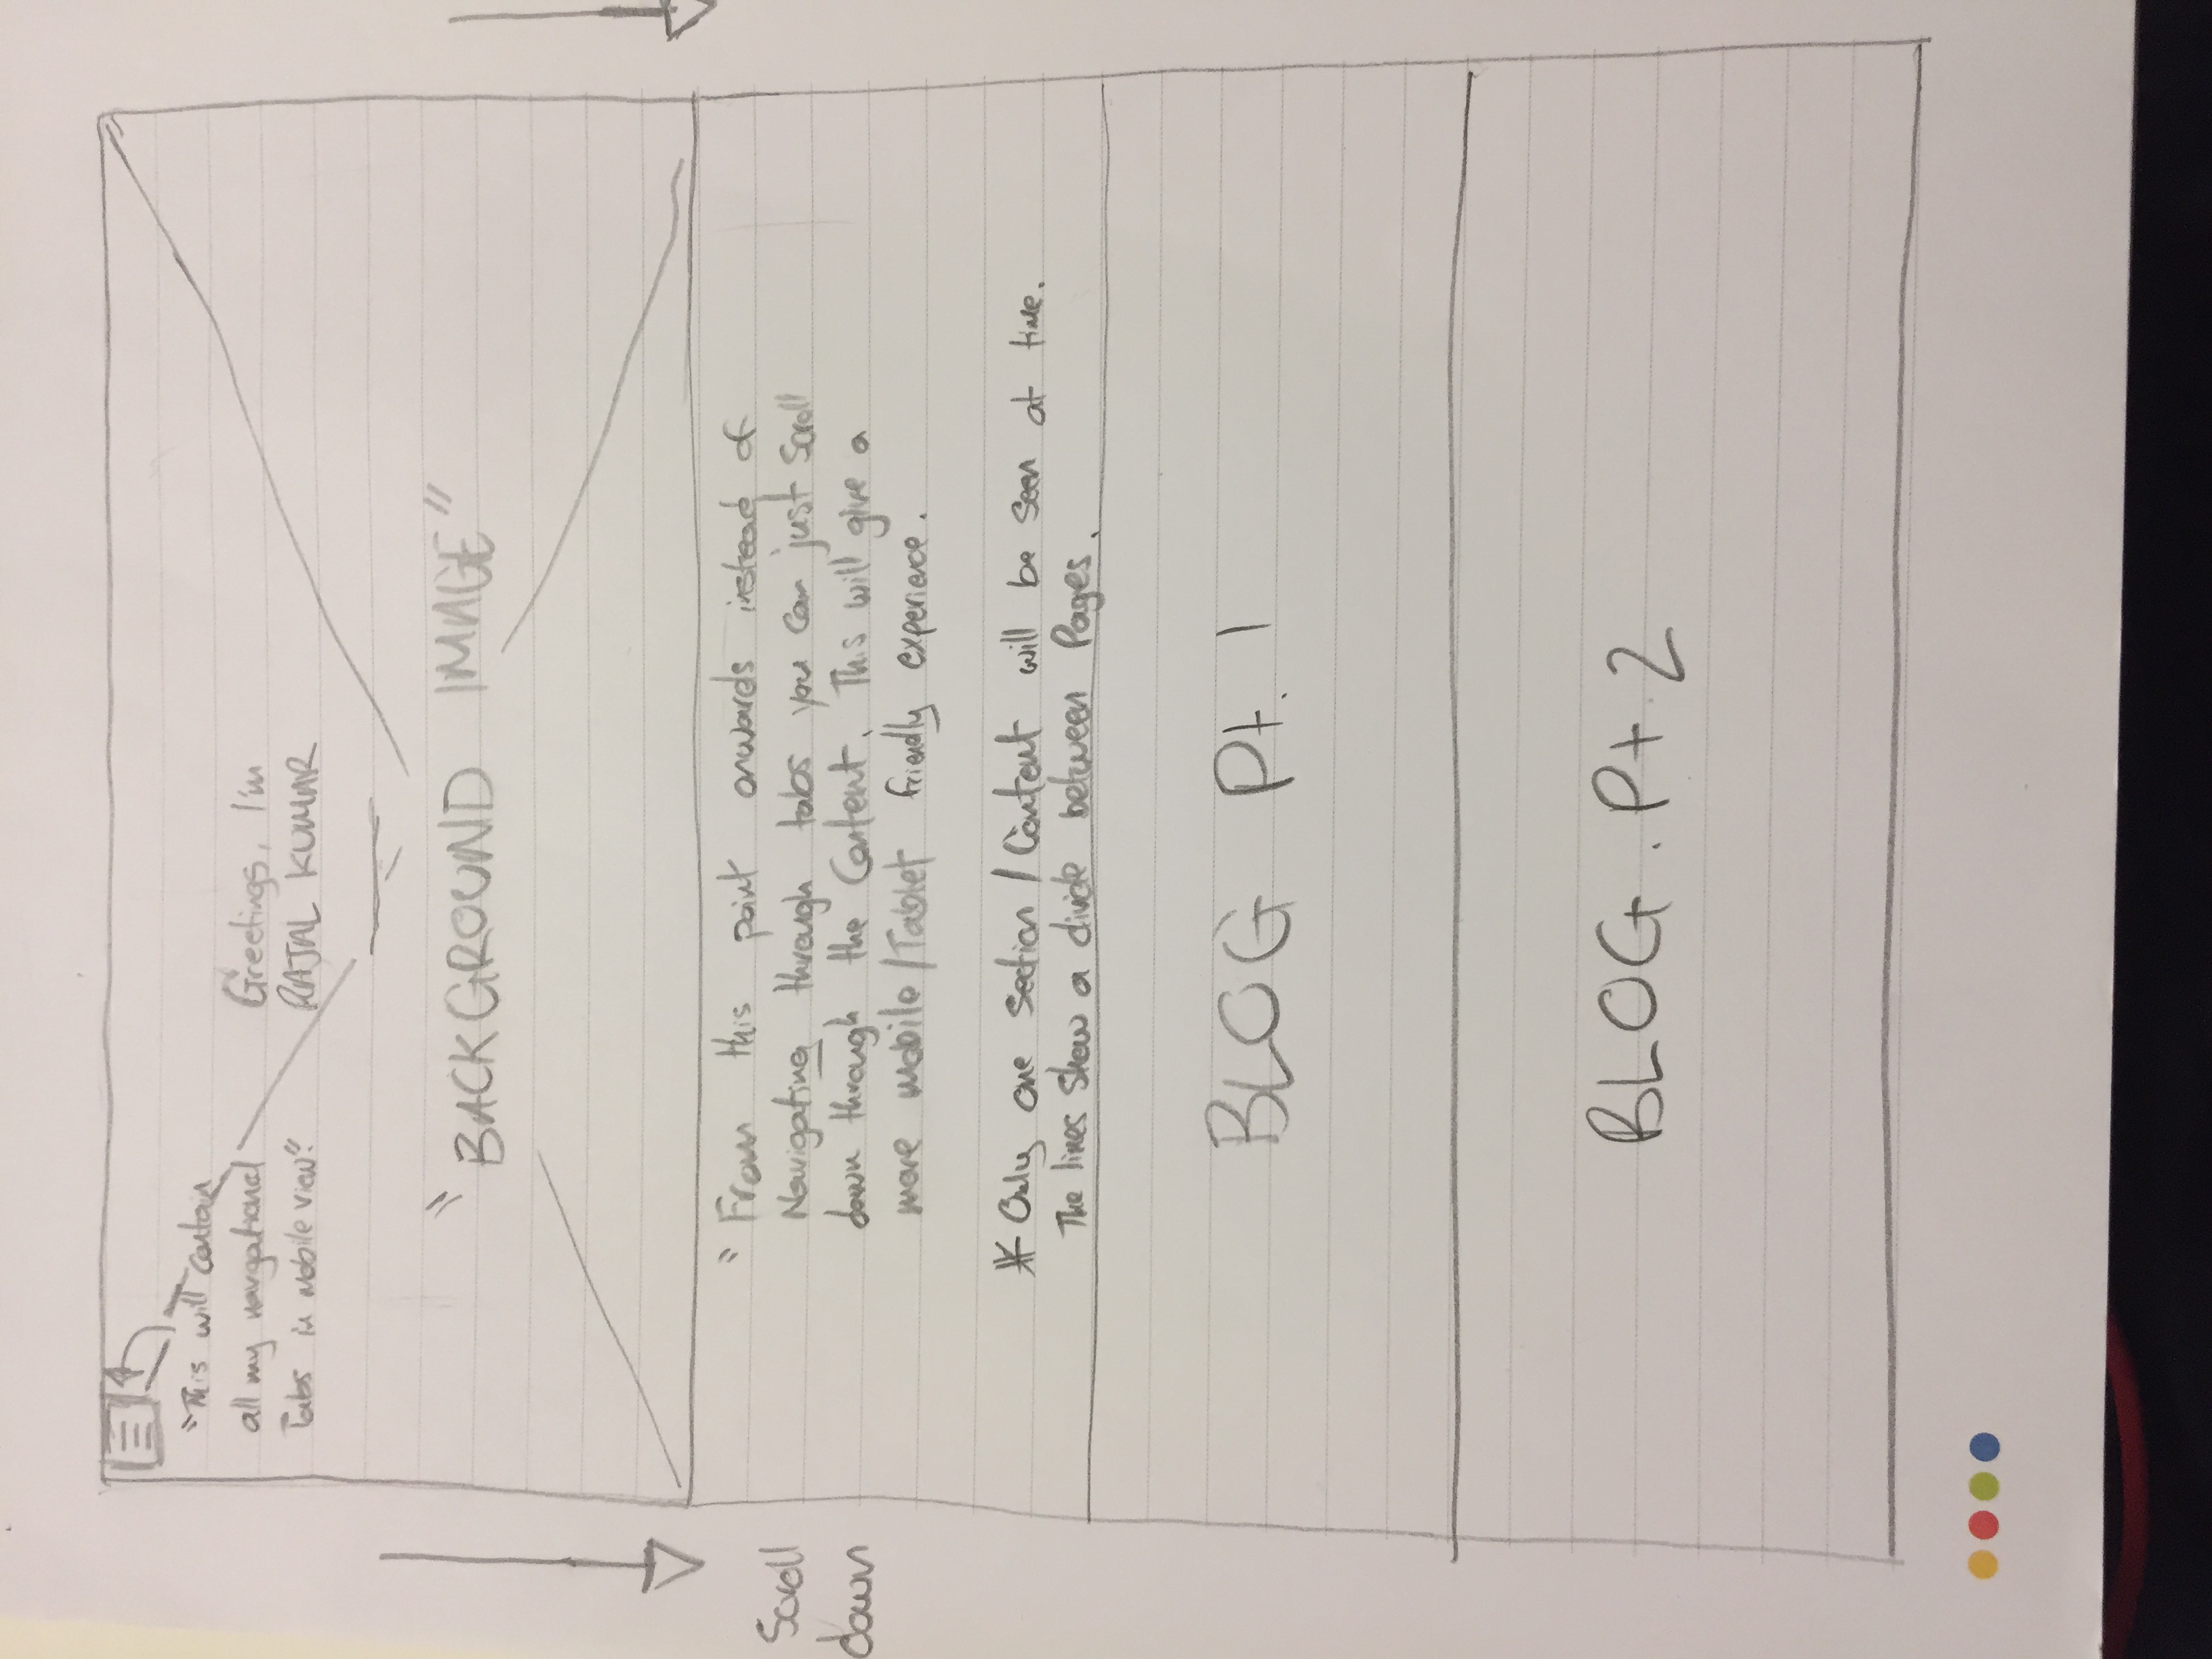 "This will contain
all my navgational
Tabs in mobile view."
Greetings, I'm
RAJAL KUMAR
"BACKGROUND IMAGE"
Scroll
down
"From this point onwards instead of
Navigating through tabs you can just scroll
down through the Content. This will give a
more mobile/Tablet friendly experience.
* Only one section/Content will be seen at time.
The lines show a divide between Pages.
BLOG Pt. 1
BLOG. Pt. 2